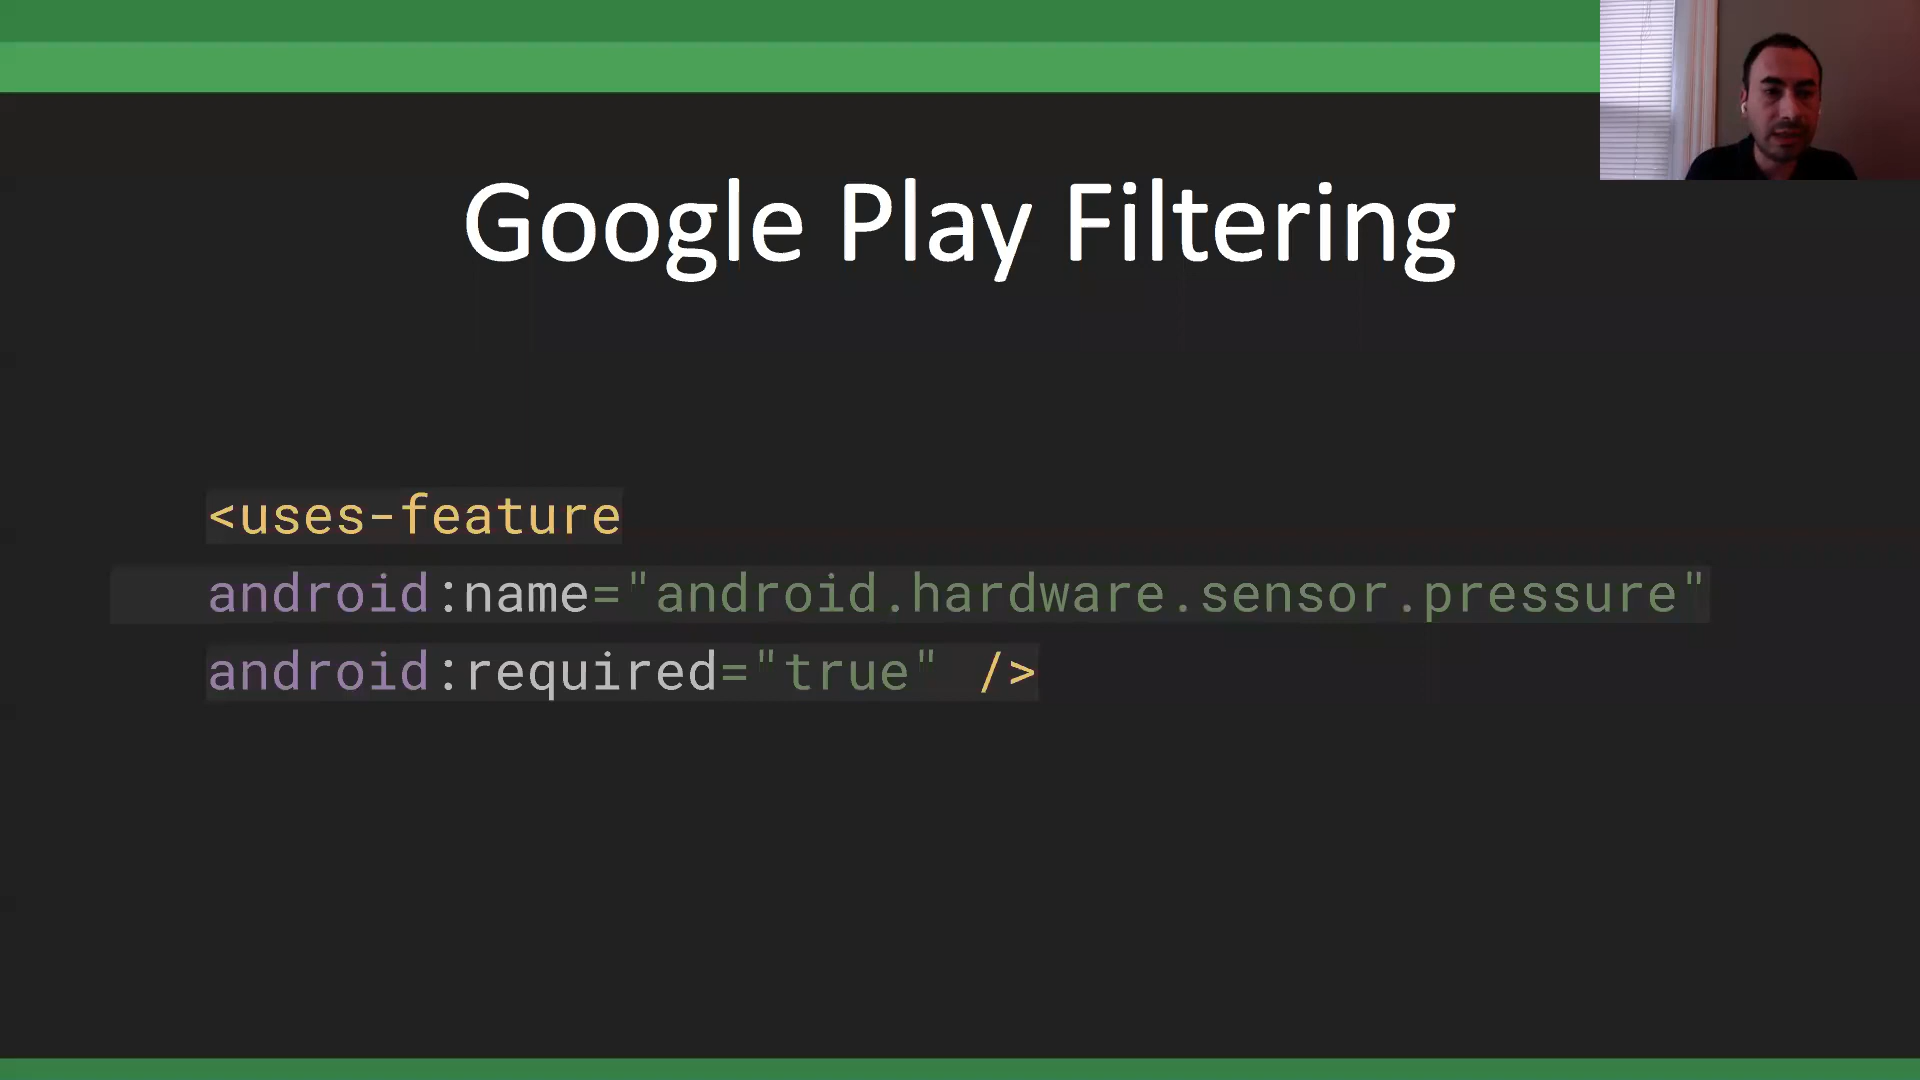 Google Play Filtering
<uses-feature
android:name="android.hardware.sensor.pressure"
android:required="true" />